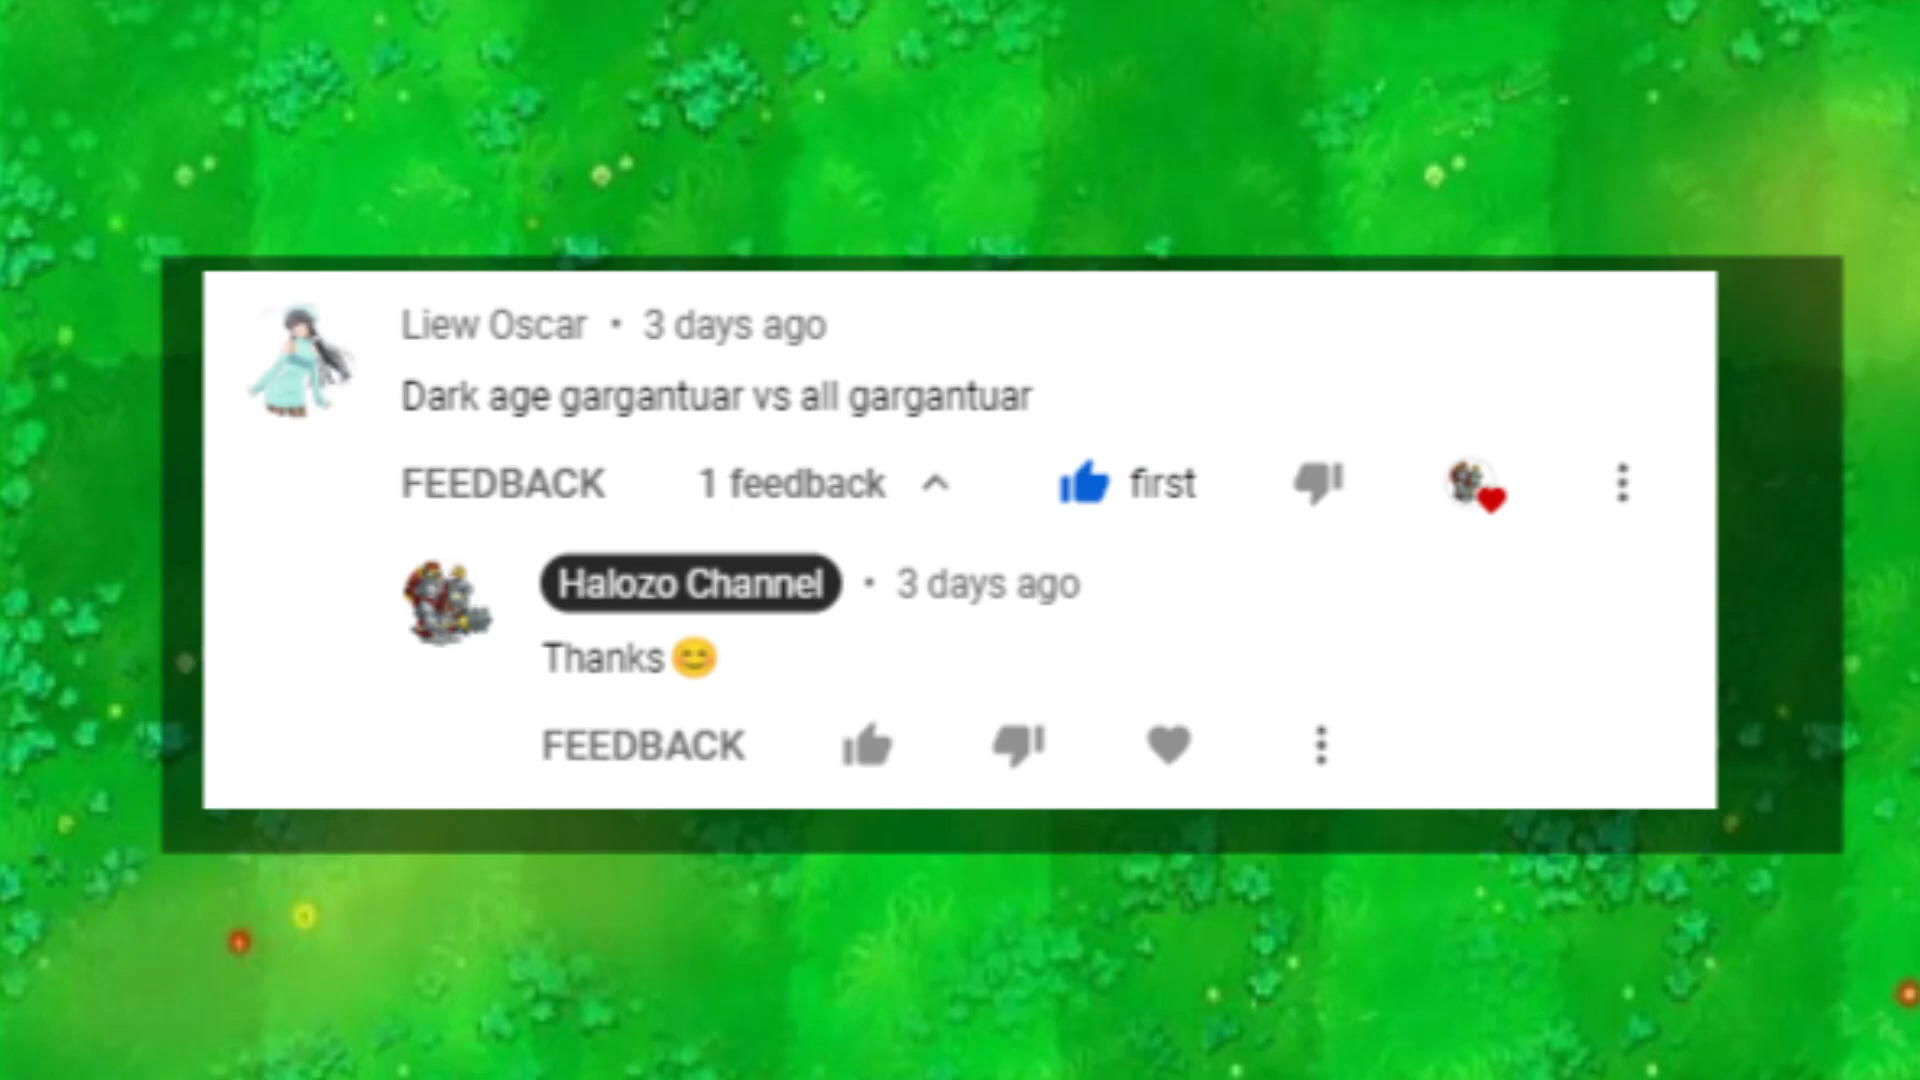 Liew Oscar • 3 days ago
Dark age gargantuar vs all gargantuar
FEEDBACK 1 feedback first
Halozo Channel • 3 days ago
Thanks😊
FEEDBACK